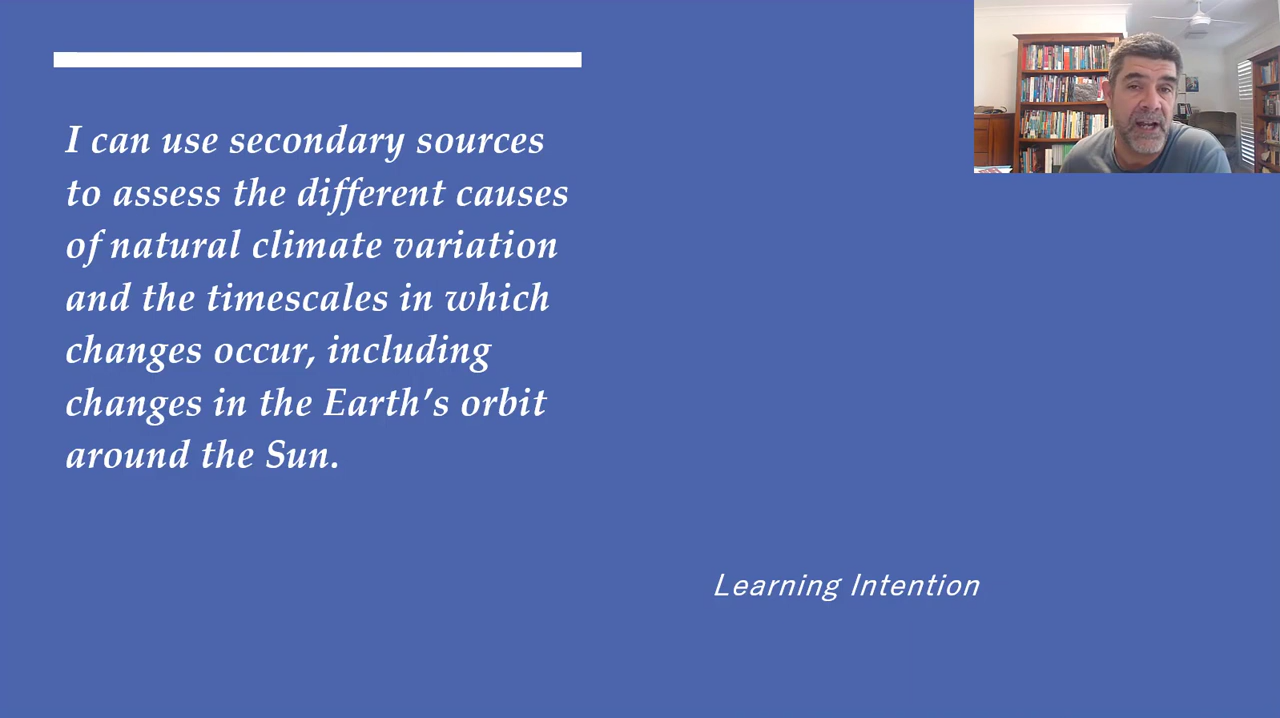 I can use secondary sources
to assess the different causes
of natural climate variation
and the timescales in which
changes occur, including
changes in the Earth’s orbit
around the Sun.
Learning Intention